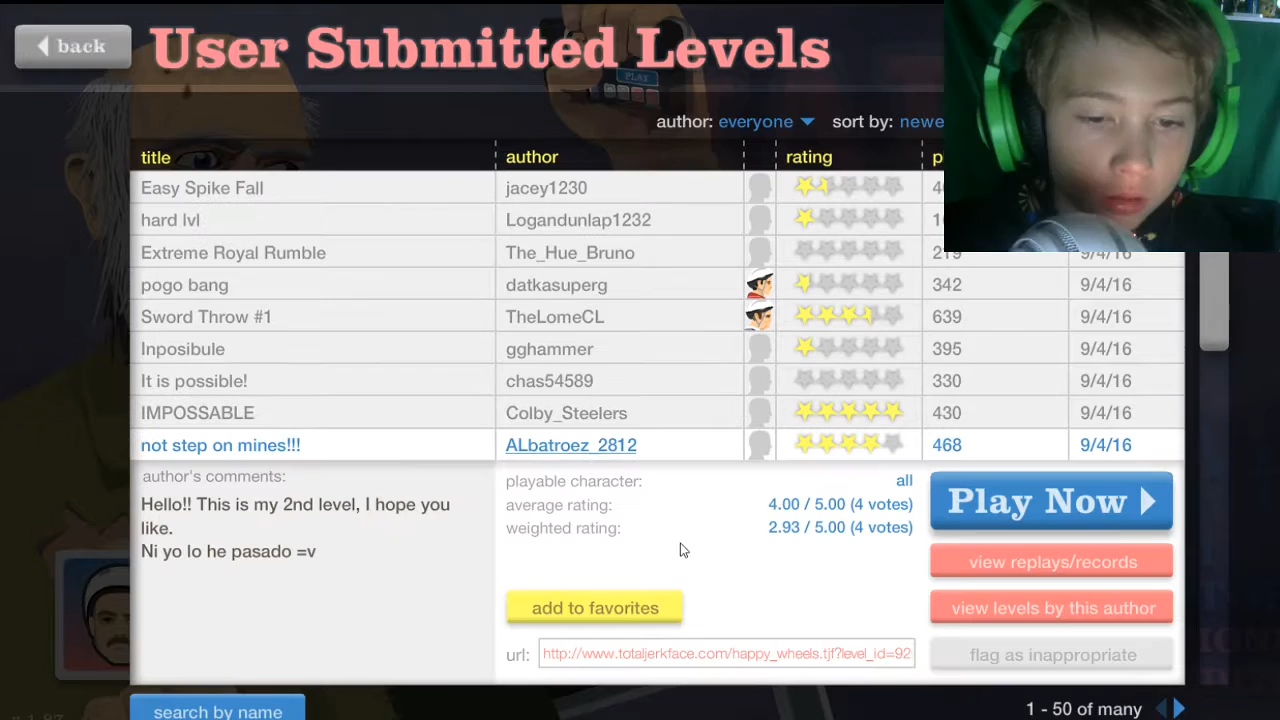 back
User Submitted Levels
PLAY
author: everyone sort by: newe
title author rating p
Easy Spike Fall jacey1230
hard lvl Logandunlap1232
Extreme Royal Rumble The_Hue_Bruno 219 9/4/16
pogo bang datkasuperg 342 9/4/16
Sword Throw #1 TheLomeCL 639 9/4/16
Inposibule gghammer 395 9/4/16
It is possible! chas54589 330 9/4/16
IMPOSSABLE Colby_Steelers 430 9/4/16
not step on mines!!! ALbatroez_2812 468 9/4/16
author's comments:
Hello!! This is my 2nd level, I hope you
like.
Ni yo lo he pasado =v
playable character: all
average rating: 4.00 / 5.00 (4 votes)
weighted rating: 2.93 / 5.00 (4 votes)
add to favorites
url: http://www.totaljerkface.com/happy_wheels.tjf?level_id=92
Play Now
view replays/records
view levels by this author
flag as inappropriate
search by name
1 - 50 of many